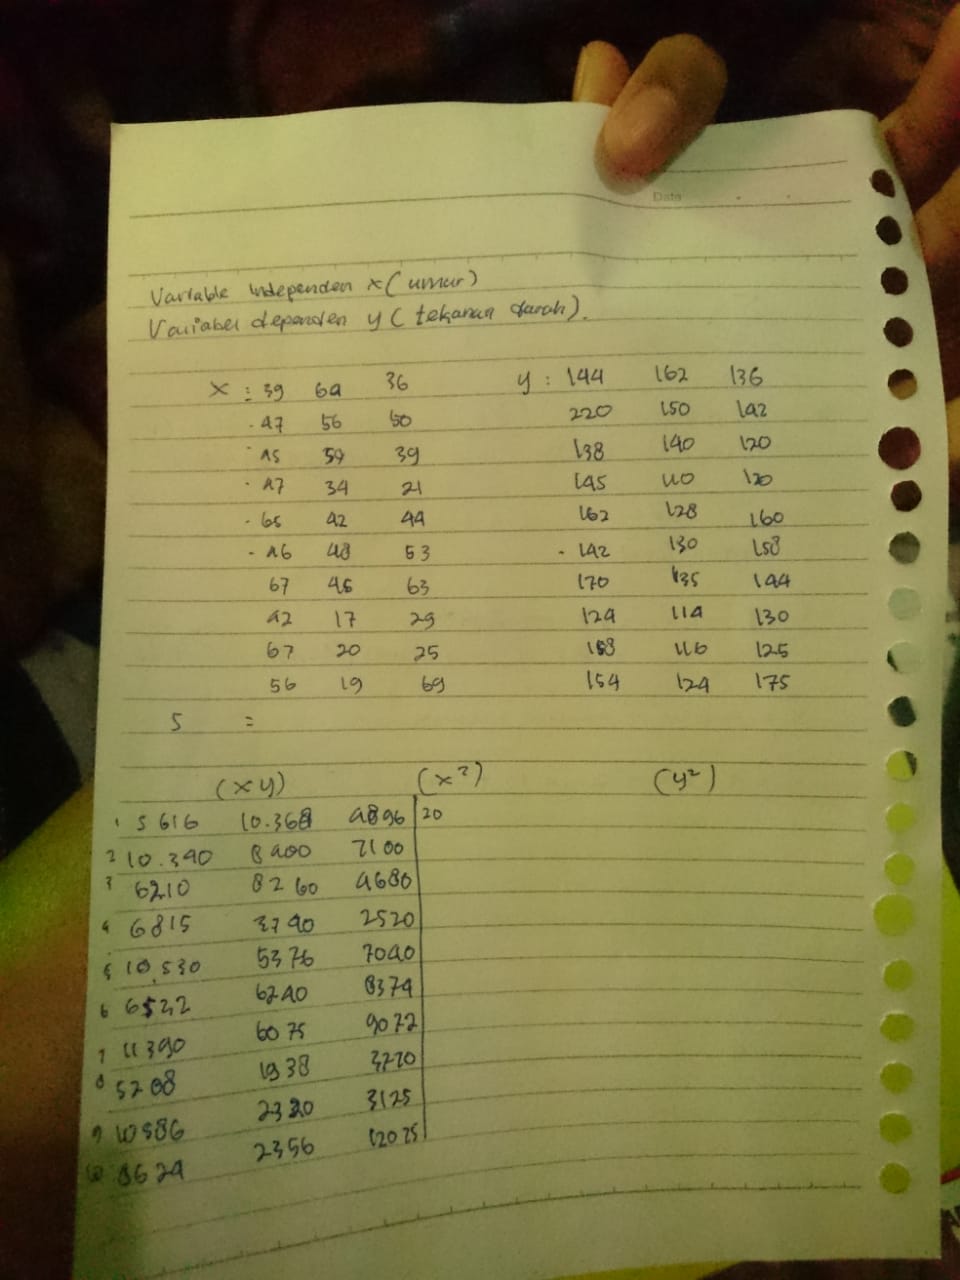 Date
Variable independen x (umur)
Variabel dependen y (tekanan darah).
x : 39 64 36 y : 144 162 136
47 56 50 220 150 142
45 59 39 138 140 120
47 34 21 145 110 120
65 42 44 162 128 160
46 48 53 142 130 158
67 45 63 170 135 144
42 17 29 124 114 130
67 20 25 158 116 125
56 19 69 154 124 175
S =
(xy) (x²) (y²)
1 5616 10.368 4896 20
2 10.340 8400 7100
3 6210 8260 4680
4 6815 3740 2520
5 10,530 5376 7040
6 6532 6240 8374
7 11390 6075 9072
8 5208 1938 3770
9 10586 2320 3125
10 8624 2356 12075